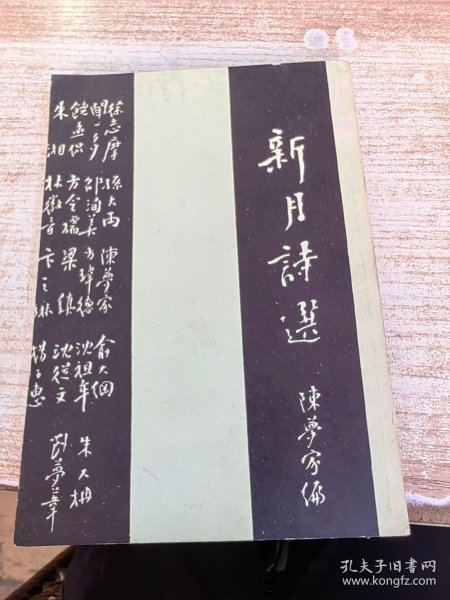 新月詩選
陳夢家編
徐志摩 孫大雨 陳夢家 俞大綱 朱大枬
聞一多 邵洵美 方瑋德 沈祖牟 劉夢葦
饒孟侃 方令孺 梁鎮 沈從文
朱湘 林徽音 卞之琳 楊子惠
孔夫子旧书网
www.kongfz.com